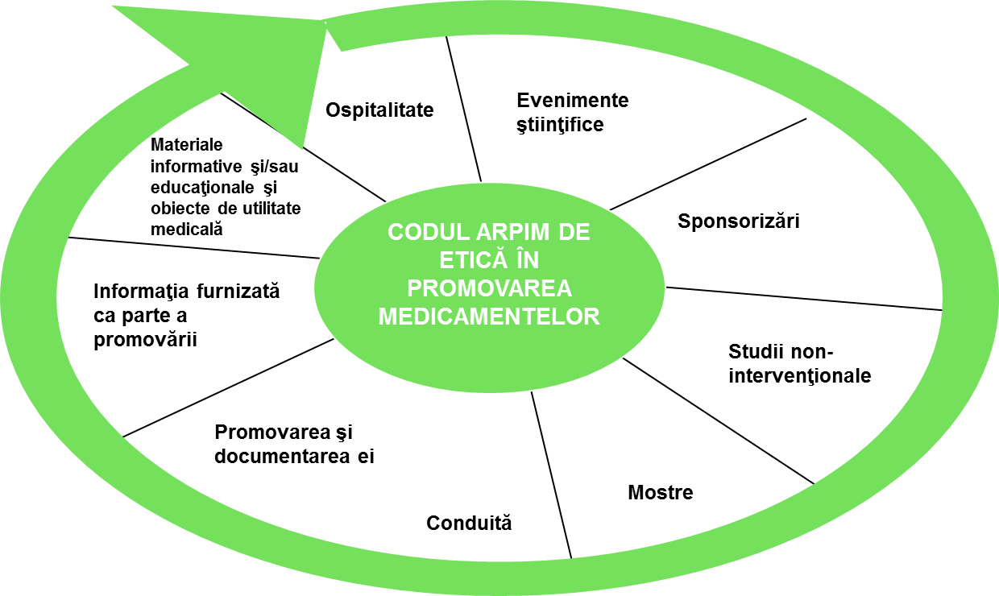 Ospitalitate
Evenimente
ştiinţifice
Materiale
informative şi/sau
educaţionale şi
obiecte de utilitate
medicală
Sponsorizări
CODUL ARPIM DE
ETICĂ ÎN
PROMOVAREA
MEDICAMENTELOR
Informaţia furnizată
ca parte a
promovării
Studii non-
intervenţionale
Promovarea şi
documentarea ei
Mostre
Conduită